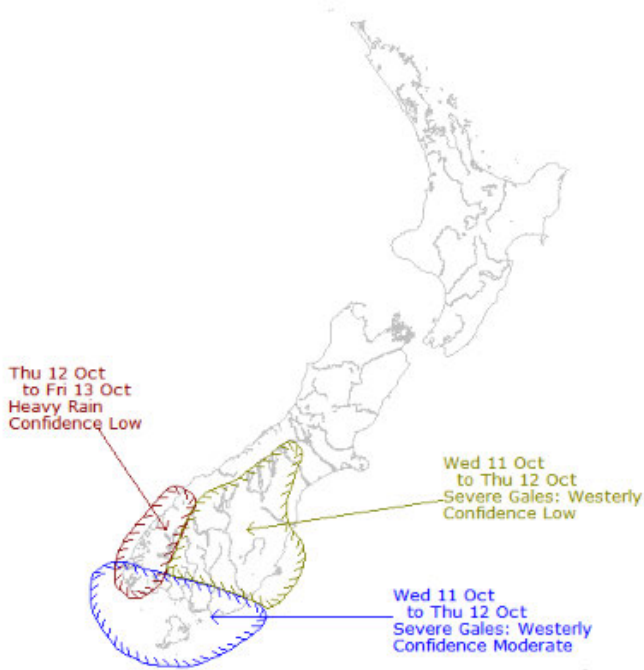 Thu 12 Oct
to Fri 13 Oct
Heavy Rain
Confidence Low
Wed 11 Oct
to Thu 12 Oct
Severe Gales: Westerly
Confidence Low
Wed 11 Oct
to Thu 12 Oct
Severe Gales: Westerly
Confidence Moderate